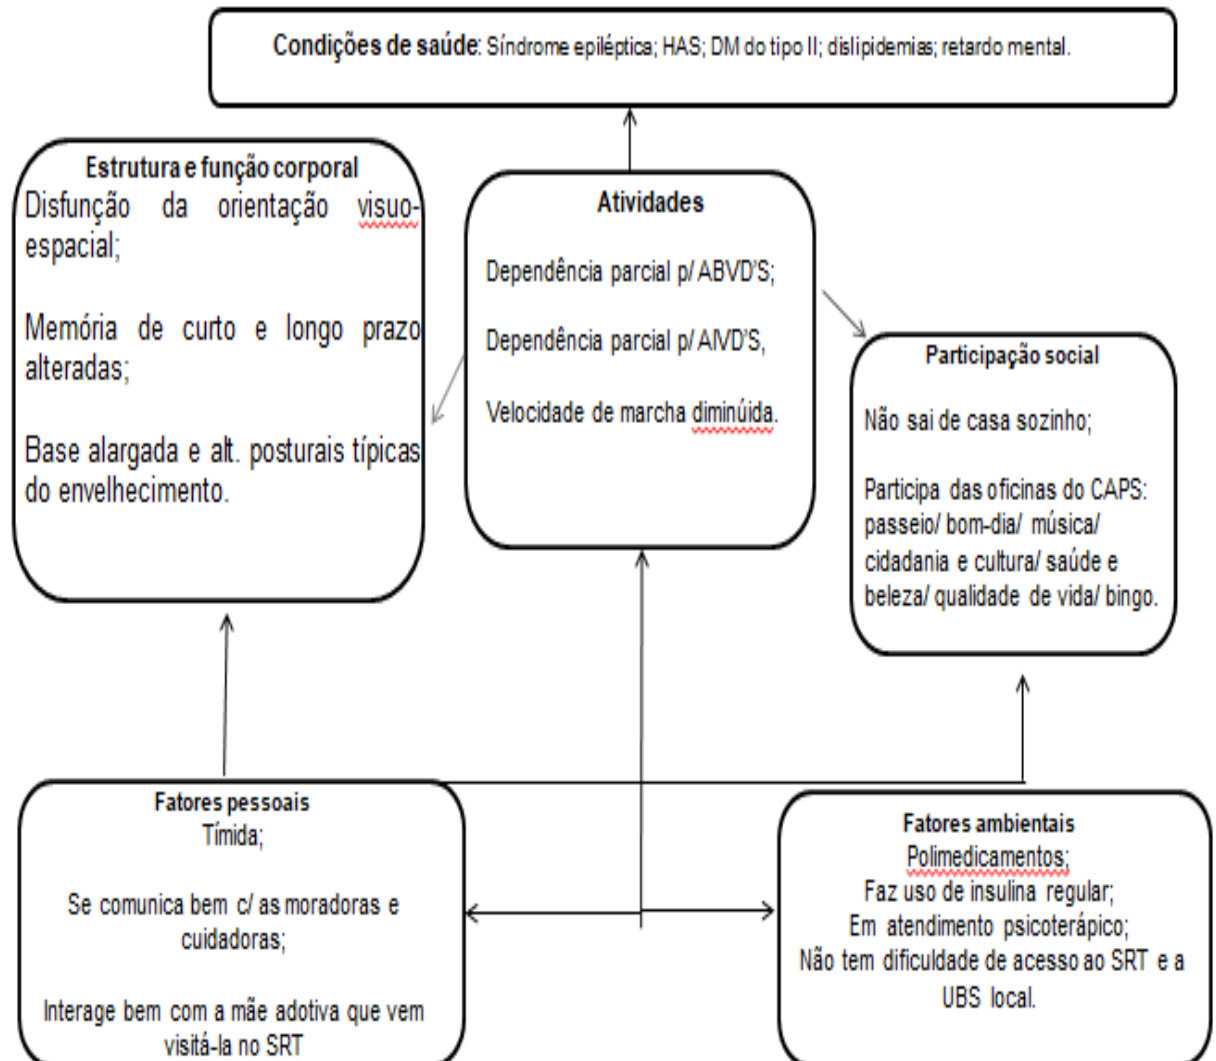 Condições de saúde: Síndrome epiléptica; HAS; DM do tipo II; dislipidemias; retardo mental.
Estrutura e função corporal
Disfunção da orientação visuo-
espacial;
Memória de curto e longo prazo
alteradas;
Base alargada e alt. posturais típicas
do envelhecimento.
Atividades
Dependência parcial p/ ABVD'S;
Dependência parcial p/ AIVD'S,
Velocidade de marcha diminúida.
Participação social
Não sai de casa sozinho;
Participa das oficinas do CAPS:
passeio/ bom-dia/ música/
cidadania e cultura/ saúde e
beleza/ qualidade de vida/ bingo.
Fatores pessoais
Tímida;
Se comunica bem c/ as moradoras e
cuidadoras;
Interage bem com a mãe adotiva que vem
visitá-la no SRT
Fatores ambientais
Polimedicamentos;
Faz uso de insulina regular;
Em atendimento psicoterápico;
Não tem dificuldade de acesso ao SRT e a
UBS local.